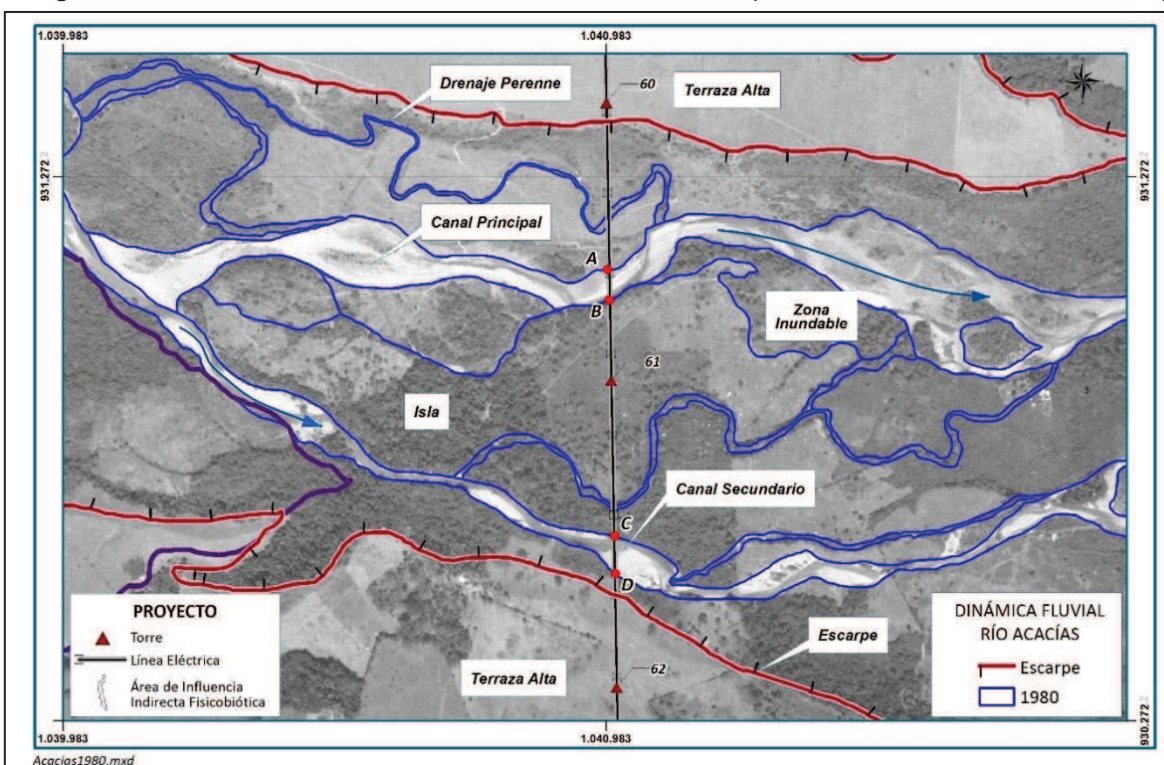 1.039.983
1.040.983
Drenaje Perenne
60
Terraza Alta
931.272
931.272
Canal Principal
A
B
Zona
Inundable
61
3
Isla
Canal Secundario
C
D
PROYECTO
Torre
Línea Eléctrica
Área de Influencia
Indirecta Fisicobiótica
62
Terraza Alta
Escarpe
DINÁMICA FLUVIAL
RÍO ACACÍAS
Escarpe
1980
930.272
1.039.983
1.040.983
Acacias1980.mxd